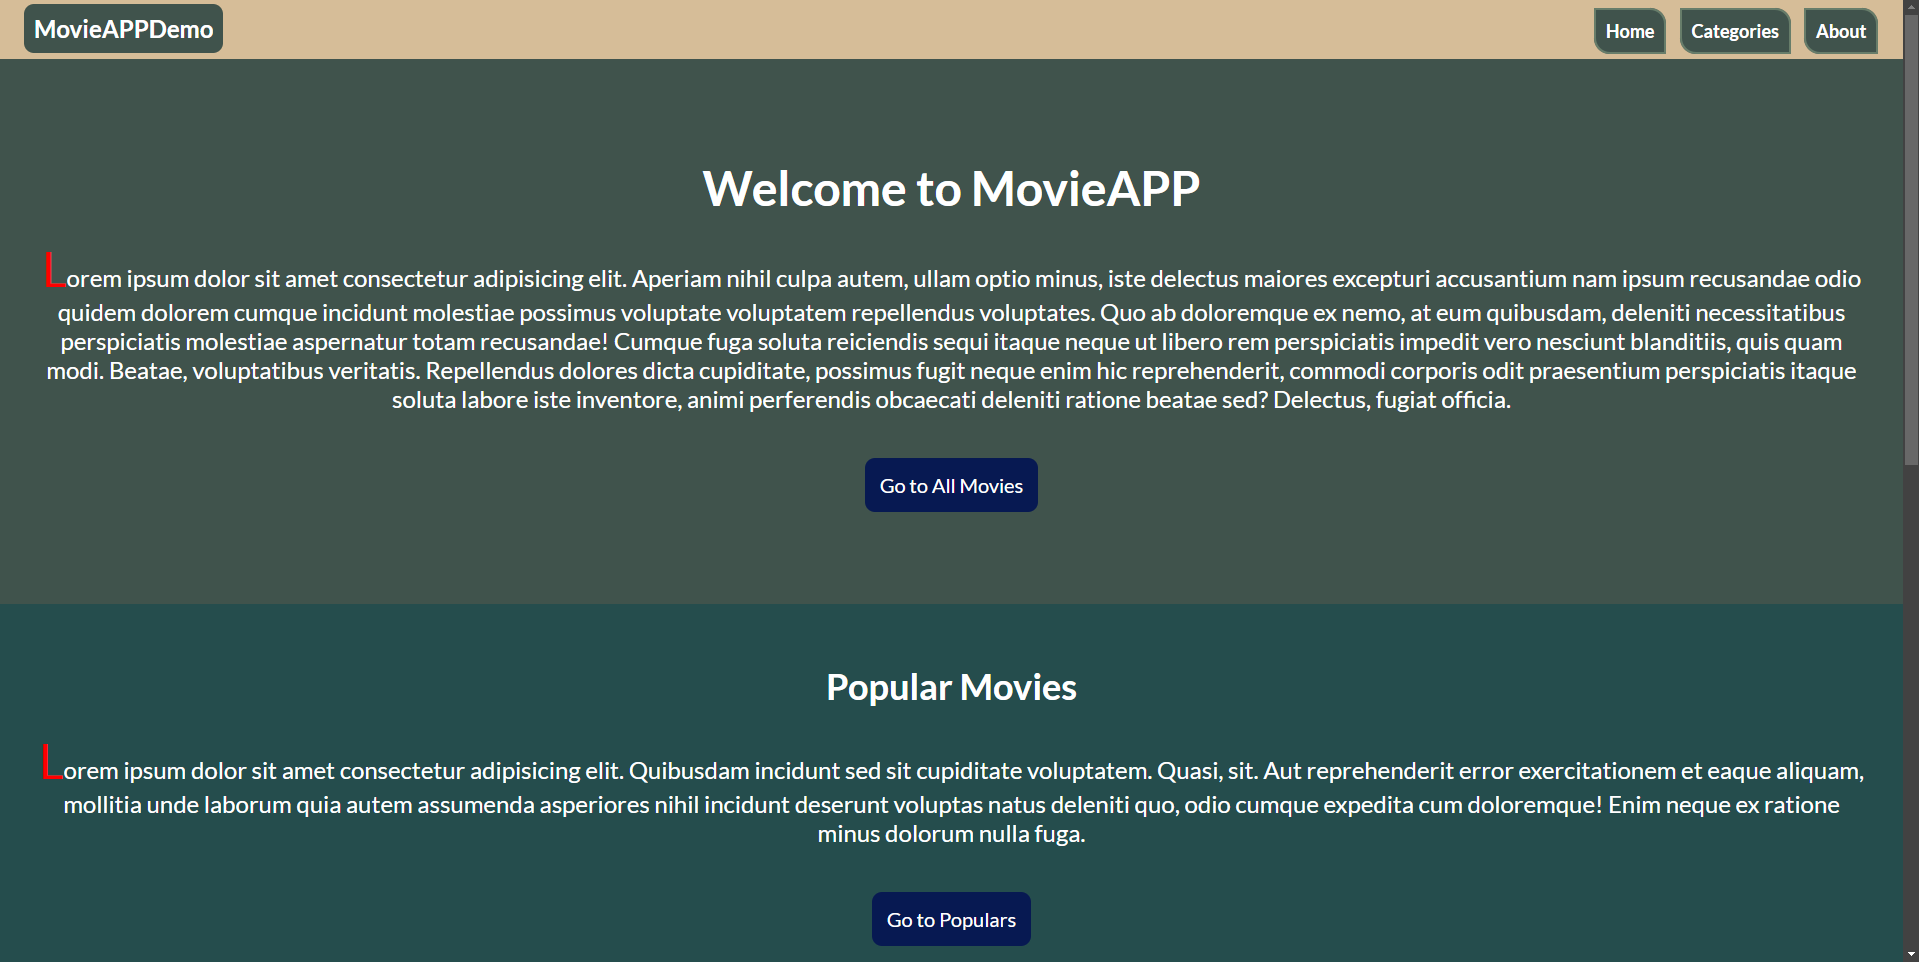 MovieAPPDemo
Home
Categories
About
Welcome to MovieAPP
Lorem ipsum dolor sit amet consectetur adipisicing elit. Aperiam nihil culpa autem, ullam optio minus, iste delectus maiores excepturi accusantium nam ipsum recusandae odio
quidem dolorem cumque incidunt molestiae possimus voluptate voluptatem repellendus voluptates. Quo ab doloremque ex nemo, at eum quibusdam, deleniti necessitatibus
perspiciatis molestiae aspernatur totam recusandae! Cumque fuga soluta reiciendis sequi itaque neque ut libero rem perspiciatis impedit vero nesciunt blanditiis, quis quam
modi. Beatae, voluptatibus veritatis. Repellendus dolores dicta cupiditate, possimus fugit neque enim hic reprehenderit, commodi corporis odit praesentium perspiciatis itaque
soluta labore iste inventore, animi perferendis obcaecati deleniti ratione beatae sed? Delectus, fugiat officia.
Go to All Movies
Popular Movies
Lorem ipsum dolor sit amet consectetur adipisicing elit. Quibusdam incidunt sed sit cupiditate voluptatem. Quasi, sit. Aut reprehenderit error exercitationem et eaque aliquam,
mollitia unde laborum quia autem assumenda asperiores nihil incidunt deserunt voluptas natus deleniti quo, odio cumque expedita cum doloremque! Enim neque ex ratione
minus dolorum nulla fuga.
Go to Populars